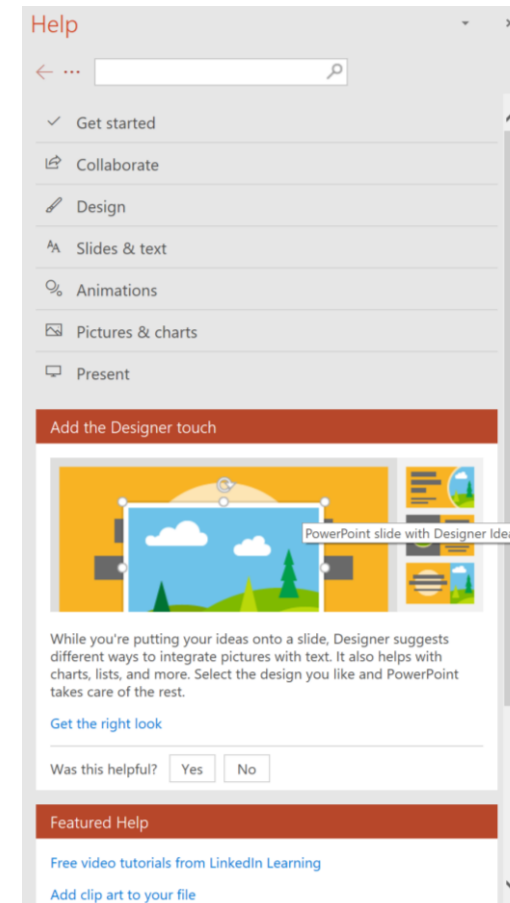 Help
Get started
Collaborate
Design
Slides & text
Animations
Pictures & charts
Present
Add the Designer touch
PowerPoint slide with Designer
While you're putting your ideas onto a slide, Designer suggests
different ways to integrate pictures with text. It also helps with
charts, lists, and more. Select the design you like and PowerPoint
takes care of the rest.
Get the right look
Was this helpful? Yes No
Featured Help
Free video tutorials from LinkedIn Learning
Add clip art to your file